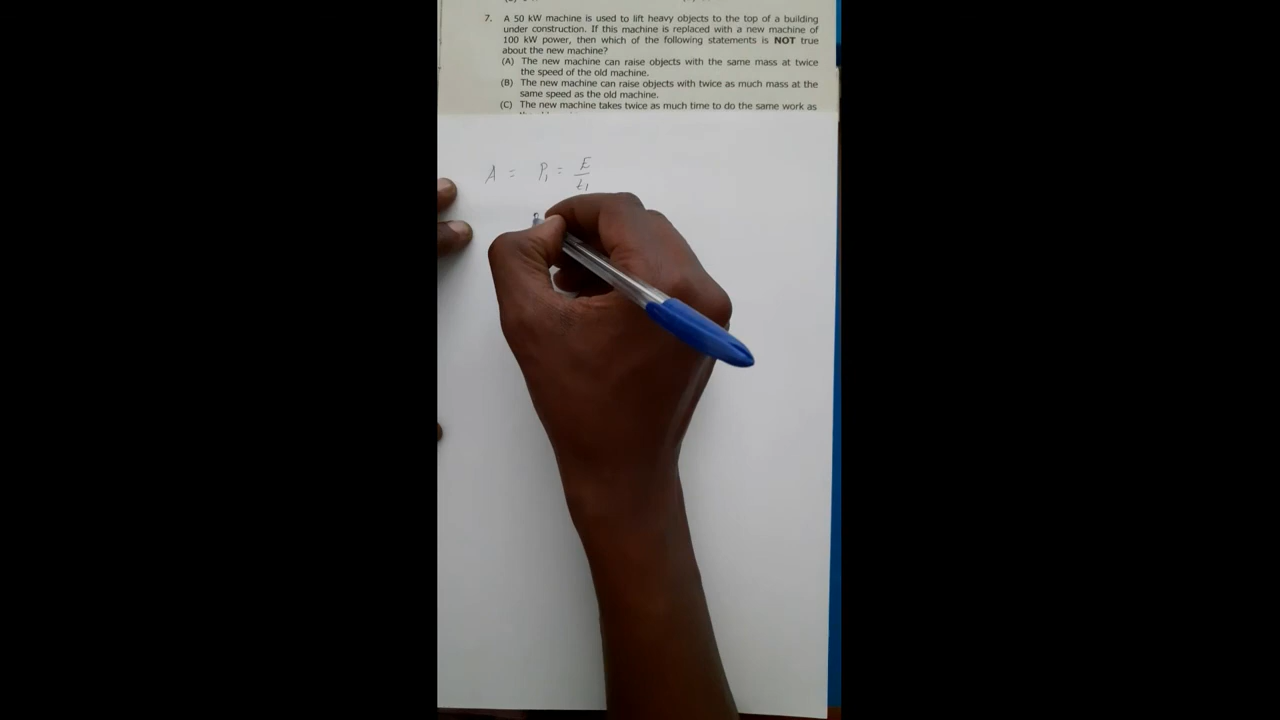 7. A 50 kW machine is used to lift heavy objects to the top of a building
under construction. If this machine is replaced with a new machine of
100 kW power, then which of the following statements is NOT true
about the new machine?
(A) The new machine can raise objects with the same mass at twice
the speed of the old machine.
(B) The new machine can raise objects with twice as much mass at the
same speed as the old machine.
(C) The new machine takes twice as much time to do the same work as
A = P₁ = E
t₁